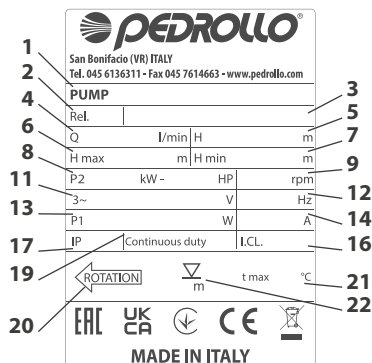 PEDROLLO
San Bonifacio (VR) ITALY
Tel. 045 6136311 - Fax 045 7614663 - www.pedrollo.com
1
PUMP
2 Rel. 3
4 Q l/min H m 5
6 H max m H min m 7
8 P2 kW - HP rpm 9
11 3~ V Hz 12
13 P1 W A 14
17 IP Continuous duty I.CL. 16
19
20 ROTATION m t max °C 21
22
EAC UK CA CE
MADE IN ITALY